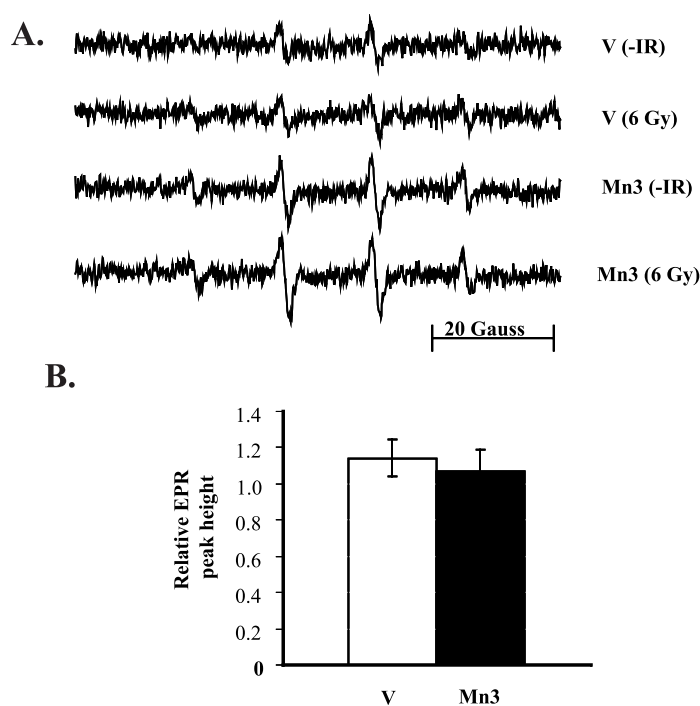 A.
V (-IR)
V (6 Gy)
Mn3 (-IR)
Mn3 (6 Gy)
20 Gauss
B.
Relative EPR
peak height
1.4
1.2
1.0
0.8
0.6
0.4
0.2
0
V
Mn3